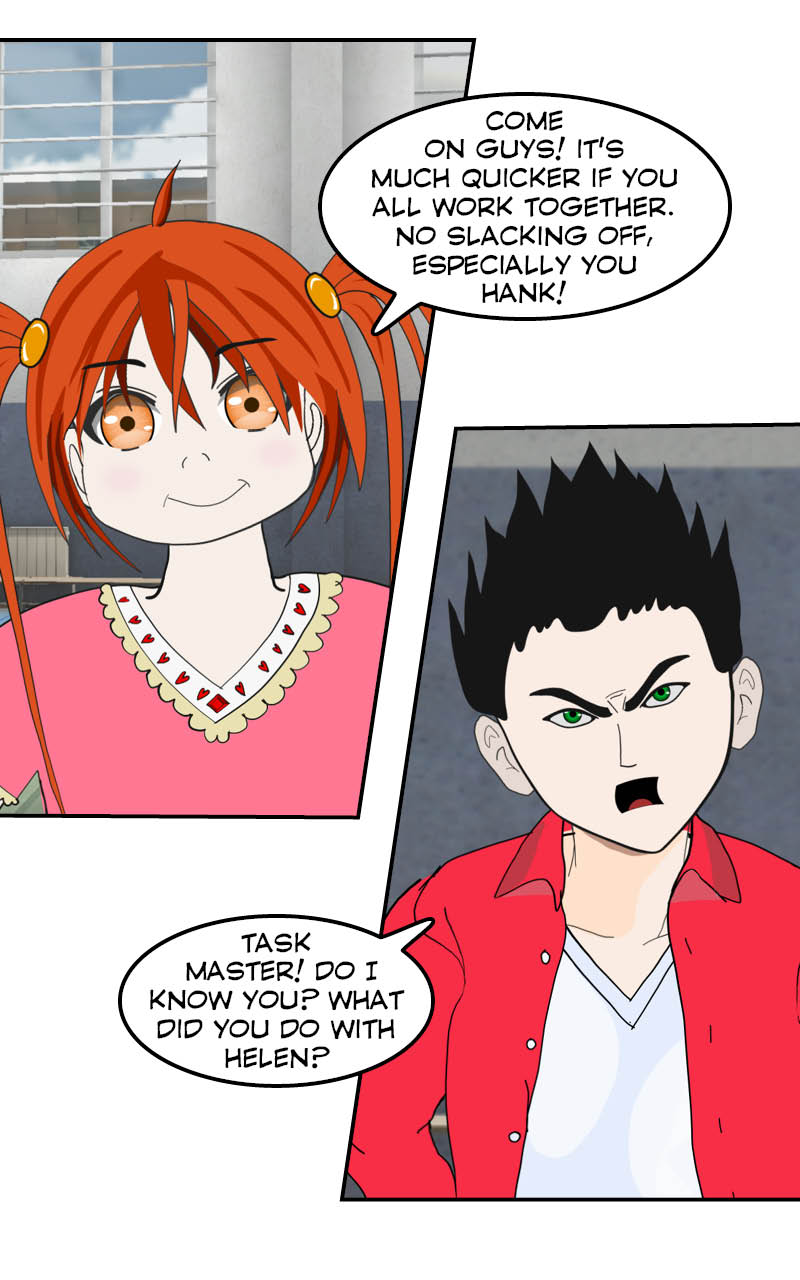 COME
ON GUYS! IT'S
MUCH QUICKER IF YOU
ALL WORK TOGETHER.
NO SLACKING OFF,
ESPECIALLY YOU
HANK!
TASK
MASTER! DO I
KNOW YOU? WHAT
DID YOU DO WITH
HELEN?